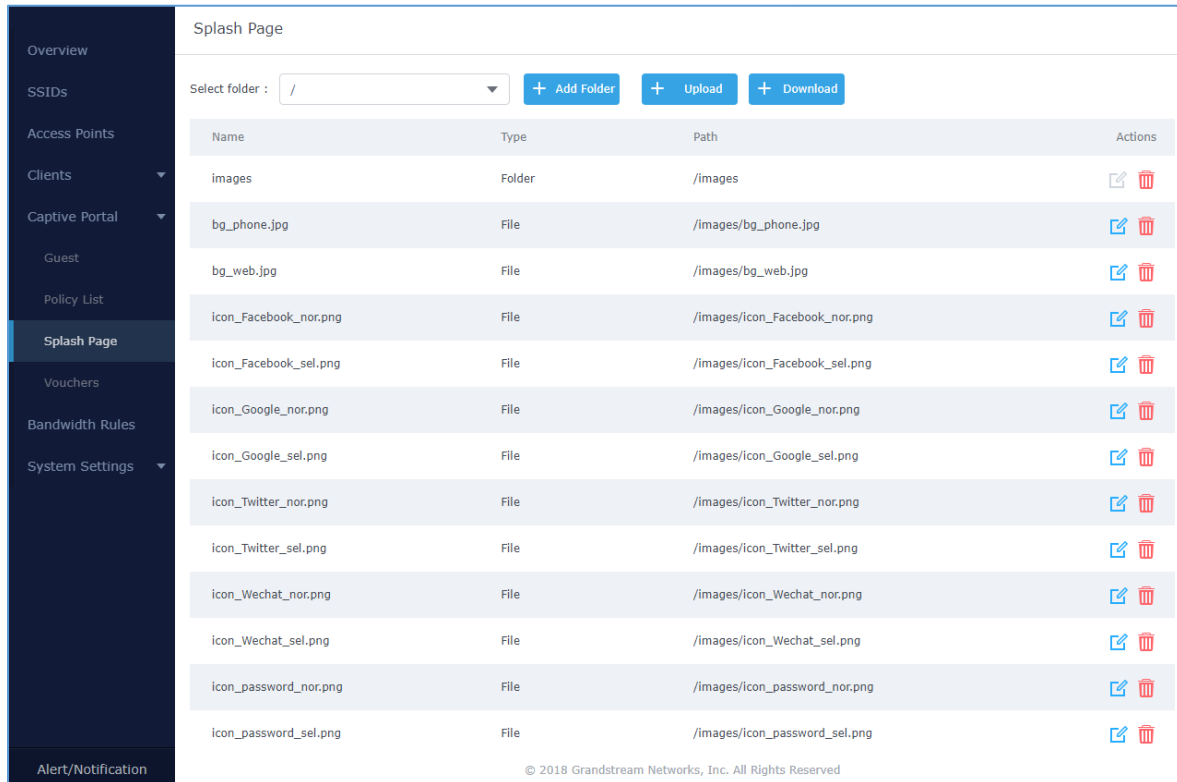 Splash Page
Overview
SSIDs
Access Points
Clients
Captive Portal
Guest
Policy List
Splash Page
Vouchers
Bandwidth Rules
System Settings
Alert/Notification
Select folder : / + Add Folder + Upload + Download
Name Type Path Actions
images Folder /images
bg_phone.jpg File /images/bg_phone.jpg
bg_web.jpg File /images/bg_web.jpg
icon_Facebook_nor.png File /images/icon_Facebook_nor.png
icon_Facebook_sel.png File /images/icon_Facebook_sel.png
icon_Google_nor.png File /images/icon_Google_nor.png
icon_Google_sel.png File /images/icon_Google_sel.png
icon_Twitter_nor.png File /images/icon_Twitter_nor.png
icon_Twitter_sel.png File /images/icon_Twitter_sel.png
icon_Wechat_nor.png File /images/icon_Wechat_nor.png
icon_Wechat_sel.png File /images/icon_Wechat_sel.png
icon_password_nor.png File /images/icon_password_nor.png
icon_password_sel.png File /images/icon_password_sel.png
© 2018 Grandstream Networks, Inc. All Rights Reserved